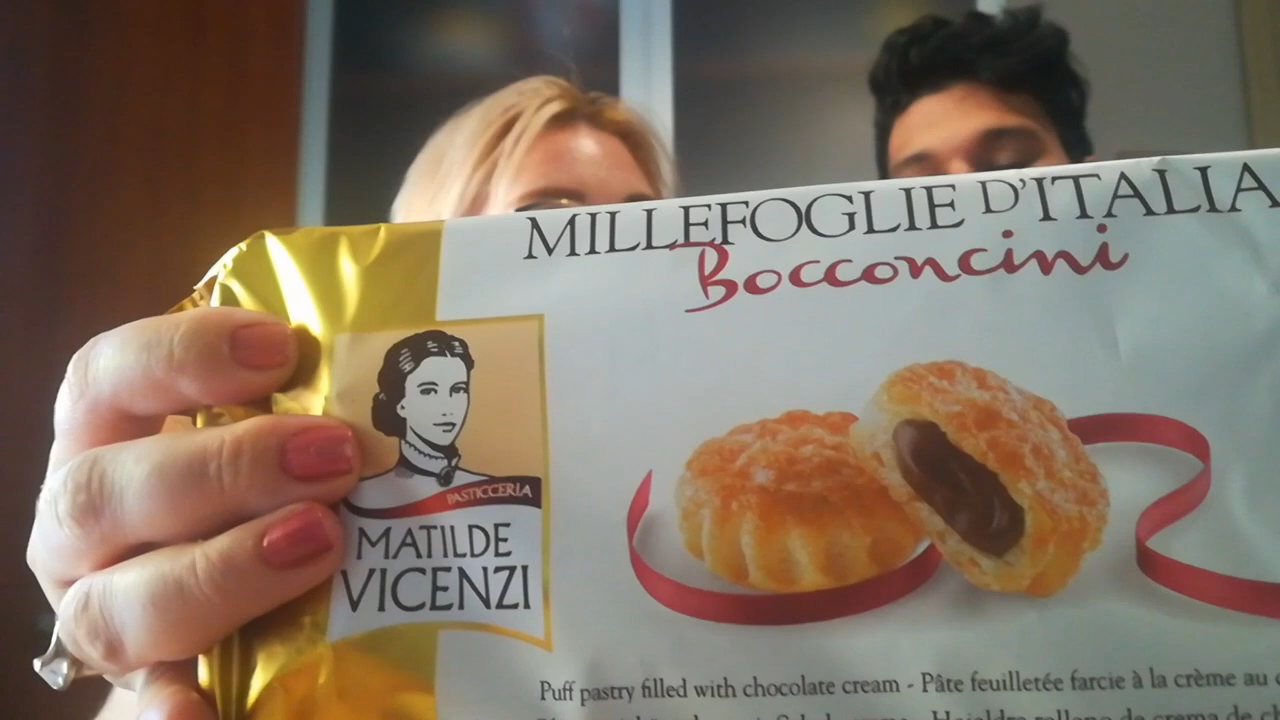 MILLEFOGLIE D'ITALIA
Bocconcini
PASTICCERIA
MATILDE
VICENZI
Puff pastry filled with chocolate cream - Pâte feuilletée farcie à la crème au